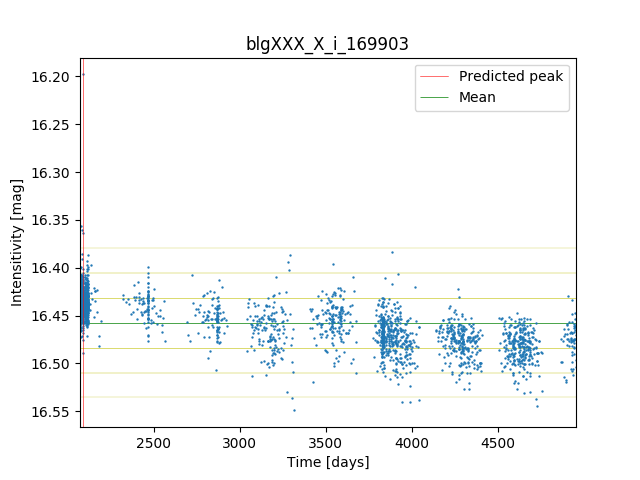 blgXXX_X_i_169903
Predicted peak
Mean
Intensitivity [mag]
16.20
16.25
16.30
16.35
16.40
16.45
16.50
16.55
2500
3000
3500
4000
4500
Time [days]